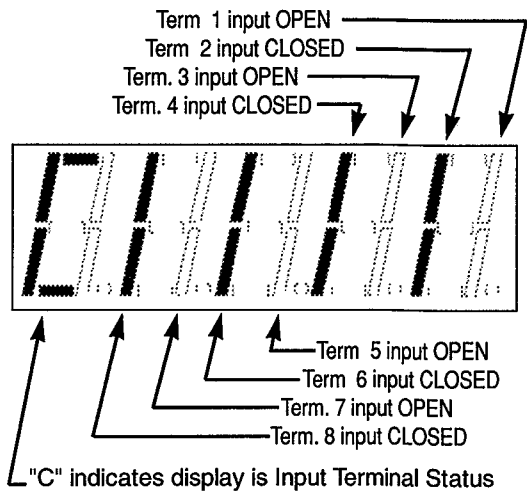 Term 1 input OPEN
Term 2 input CLOSED
Term. 3 input OPEN
Term. 4 input CLOSED
C
Term 5 input OPEN
Term 6 input CLOSED
Term. 7 input OPEN
Term. 8 input CLOSED
"C" indicates display is Input Terminal Status